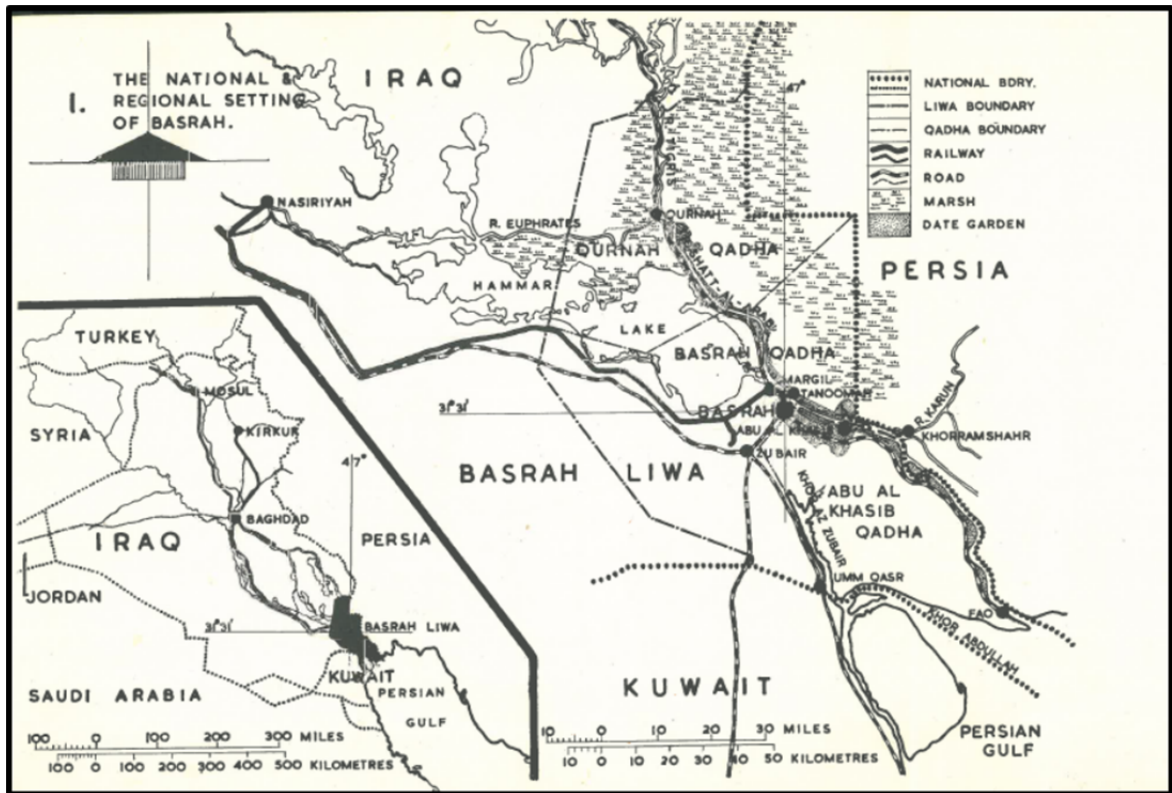 1.
THE NATIONAL &
REGIONAL SETTING
OF BASRAH.
IRAQ
47°
NATIONAL BDRY.
LIWA BOUNDARY
QADHA BOUNDARY
RAILWAY
ROAD
MARSH
DATE GARDEN
NASIRIYAH
R. EUPHRATES
QURNAH
QURNAH QADHA
SHATT-AL-ARAB
PERSIA
HAMMAR
LAKE
BASRAH QADHA
MARGIL
TANOOMAH
31° 31'
BASRAH
ABU AL KHASIB
R. KARUN
KHORRAMSHAHR
ZUBAIR
BASRAH LIWA
KHOR AZ ZUBAIR
ABU AL
KHASIB
QADHA
UMM QASR
FAO
KHOR ABDULLAH
KUWAIT
PERSIAN
GULF
10 0 10 20 30 MILES
10 0 10 20 30 40 50 KILOMETRES
TURKEY
MOSUL
SYRIA
KIRKUK
47°
BAGHDAD
IRAQ
PERSIA
JORDAN
31° 31'
BASRAH LIWA
KUWAIT
SAUDI ARABIA
PERSIAN
GULF
100 0 100 200 300 MILES
100 0 100 200 300 400 500 KILOMETRES